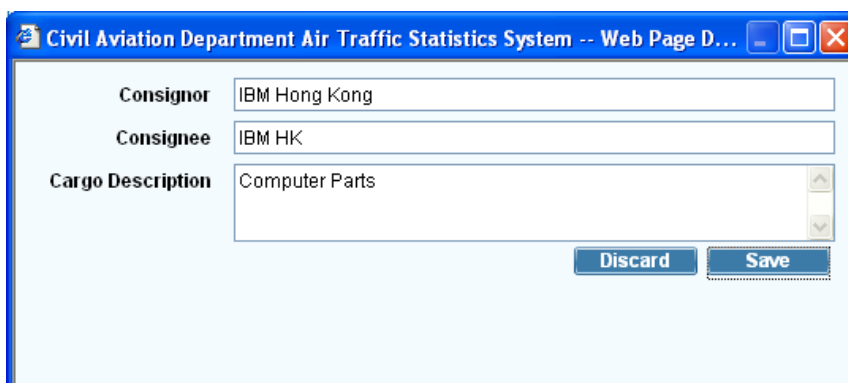 Civil Aviation Department Air Traffic Statistics System -- Web Page D...
Consignor IBM Hong Kong
Consignee IBM HK
Cargo Description Computer Parts
Discard Save